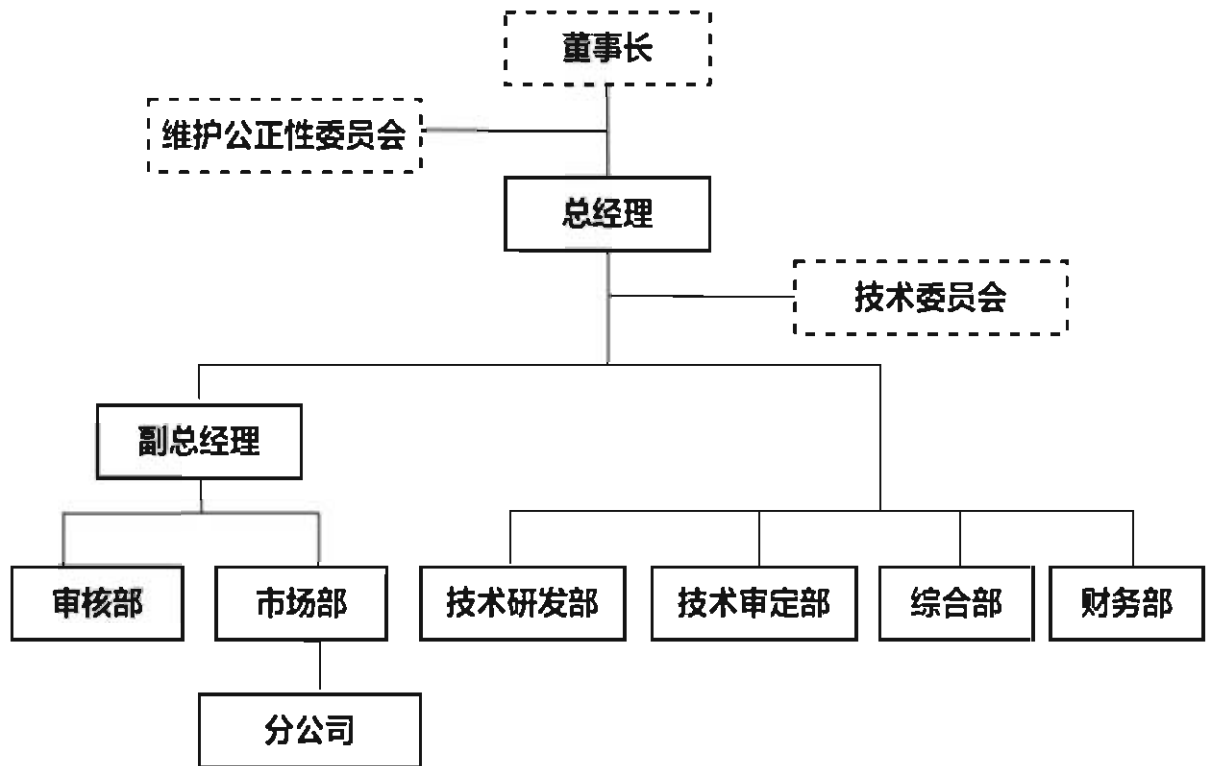 董事长
维护公正性委员会
总经理
技术委员会
副总经理
审核部
市场部
技术研发部
技术审定部
综合部
财务部
分公司